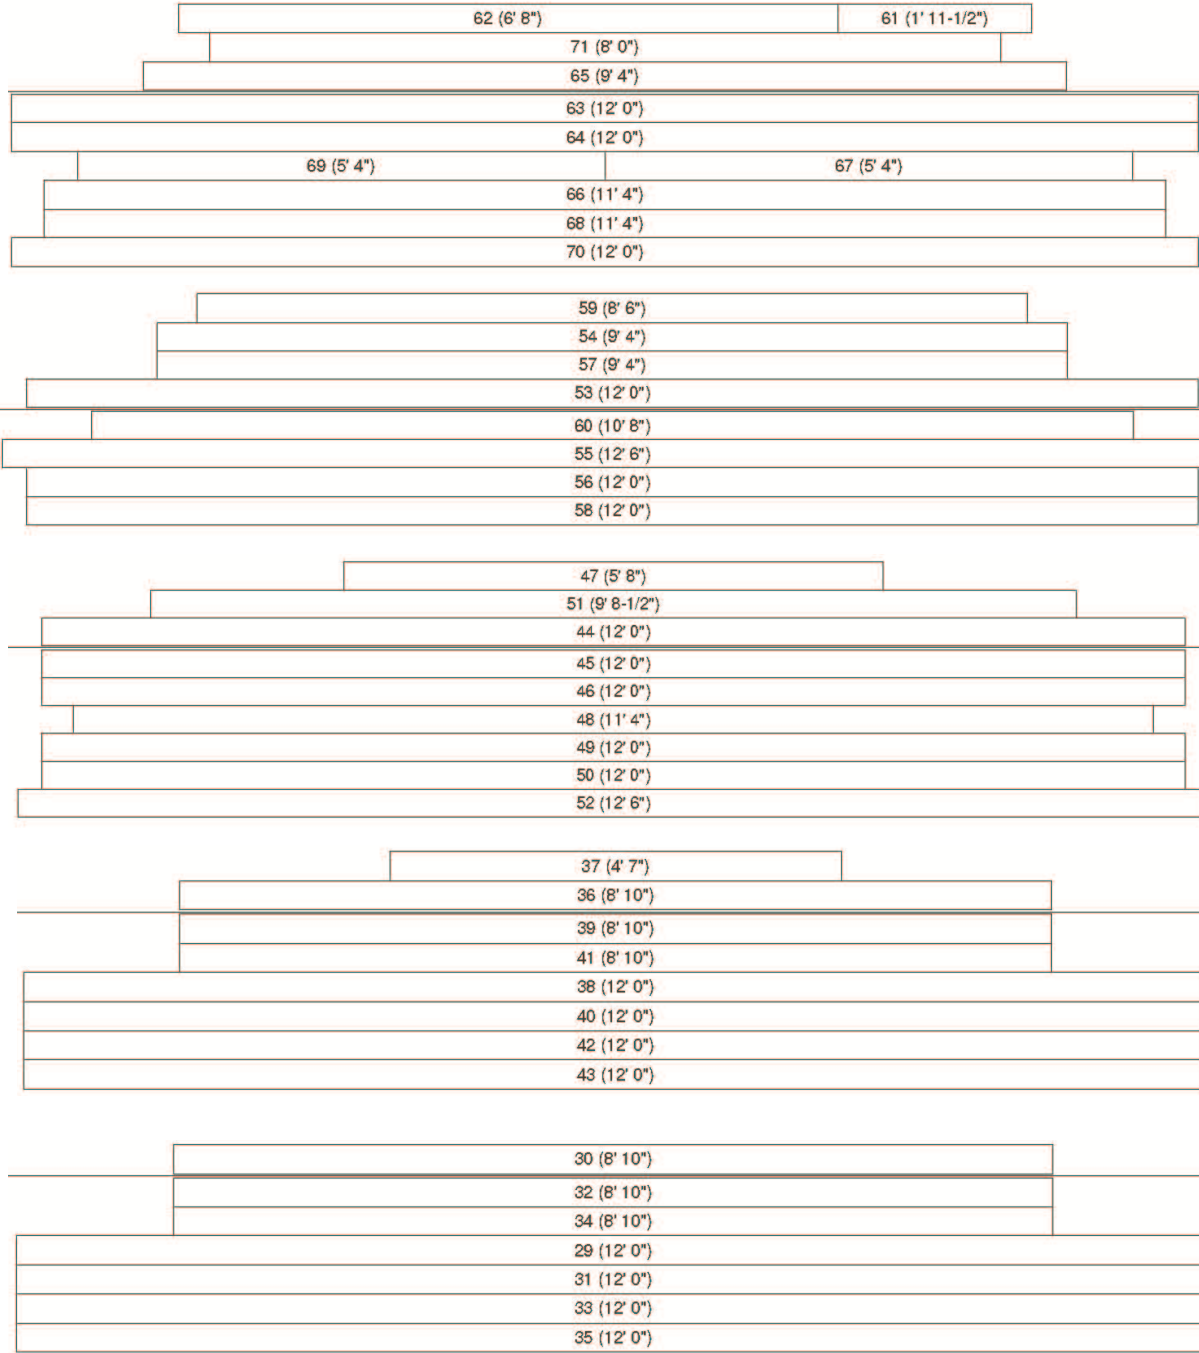 62 (6' 8") 61 (1' 11-1/2")
71 (8' 0")
65 (9' 4")
63 (12' 0")
64 (12' 0")
69 (5' 4") 67 (5' 4")
66 (11' 4")
68 (11' 4")
70 (12' 0")
59 (8' 6")
54 (9' 4")
57 (9' 4")
53 (12' 0")
60 (10' 8")
55 (12' 6")
56 (12' 0")
58 (12' 0")
47 (5' 8")
51 (9' 8-1/2")
44 (12' 0")
45 (12' 0")
46 (12' 0")
48 (11' 4")
49 (12' 0")
50 (12' 0")
52 (12' 6")
37 (4' 7")
36 (8' 10")
39 (8' 10")
41 (8' 10")
38 (12' 0")
40 (12' 0")
42 (12' 0")
43 (12' 0")
30 (8' 10")
32 (8' 10")
34 (8' 10")
29 (12' 0")
31 (12' 0")
33 (12' 0")
35 (12' 0")